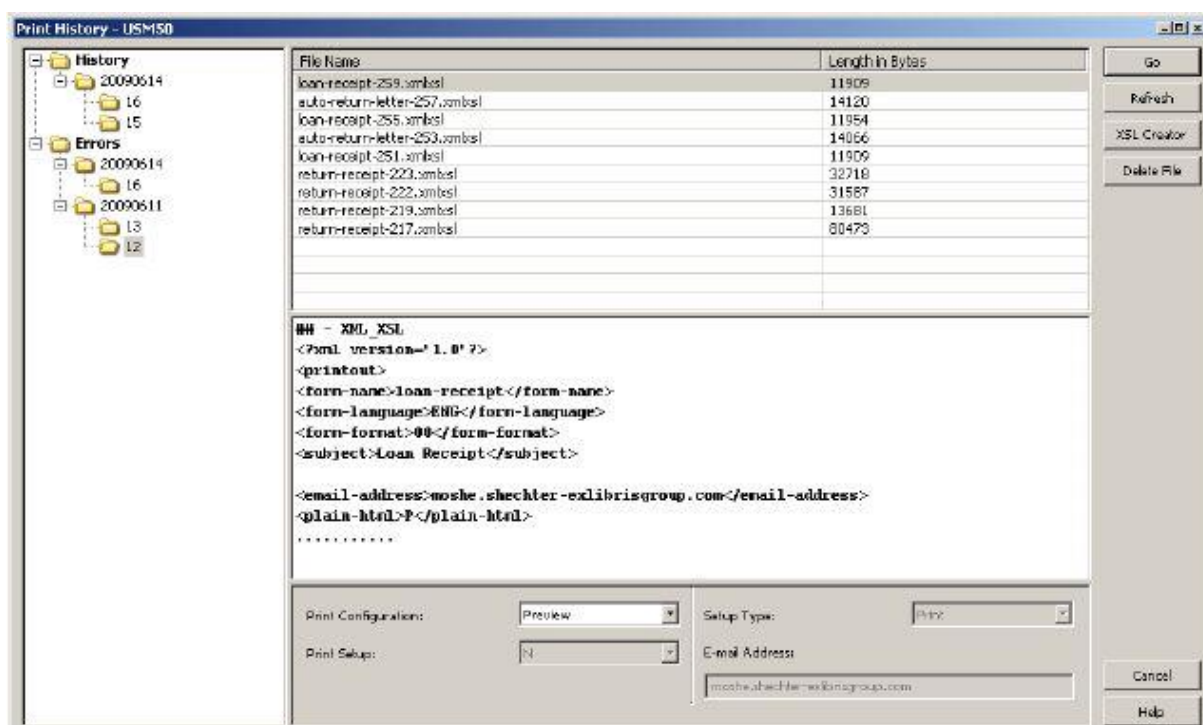 Print History - USM50
History
20090614
16
15
Errors
20090614
16
20090611
13
12
File Name Length in Bytes
loan-receipt-259.xmlxsl 11909
auto-return-letter-257.xmlxsl 14120
loan-receipt-255.xmlxsl 11954
auto-return-letter-253.xmlxsl 14066
loan-receipt-251.xmlxsl 11909
return-receipt-223.xmlxsl 32718
return-receipt-222.xmlxsl 31587
return-receipt-219.xmlxsl 13681
return-receipt-217.xmlxsl 80473
## - XML_XSL
<?xml version="1.0"?>
<printout>
<form-name>loan-receipt</form-name>
<form-language>ENG</form-language>
<form-format>00</form-format>
<subject>Loan Receipt</subject>
<email-address>moshe.shechter-exlibrisgroup.com</email-address>
<plain-html>P</plain-html>
...........
Print Configuration: Preview
Setup Type: Print
Print Setup: N
E-mail Address:
moshe.shechter-exlibrisgroup.com
Go
Refresh
XSL Creator
Delete File
Cancel
Help